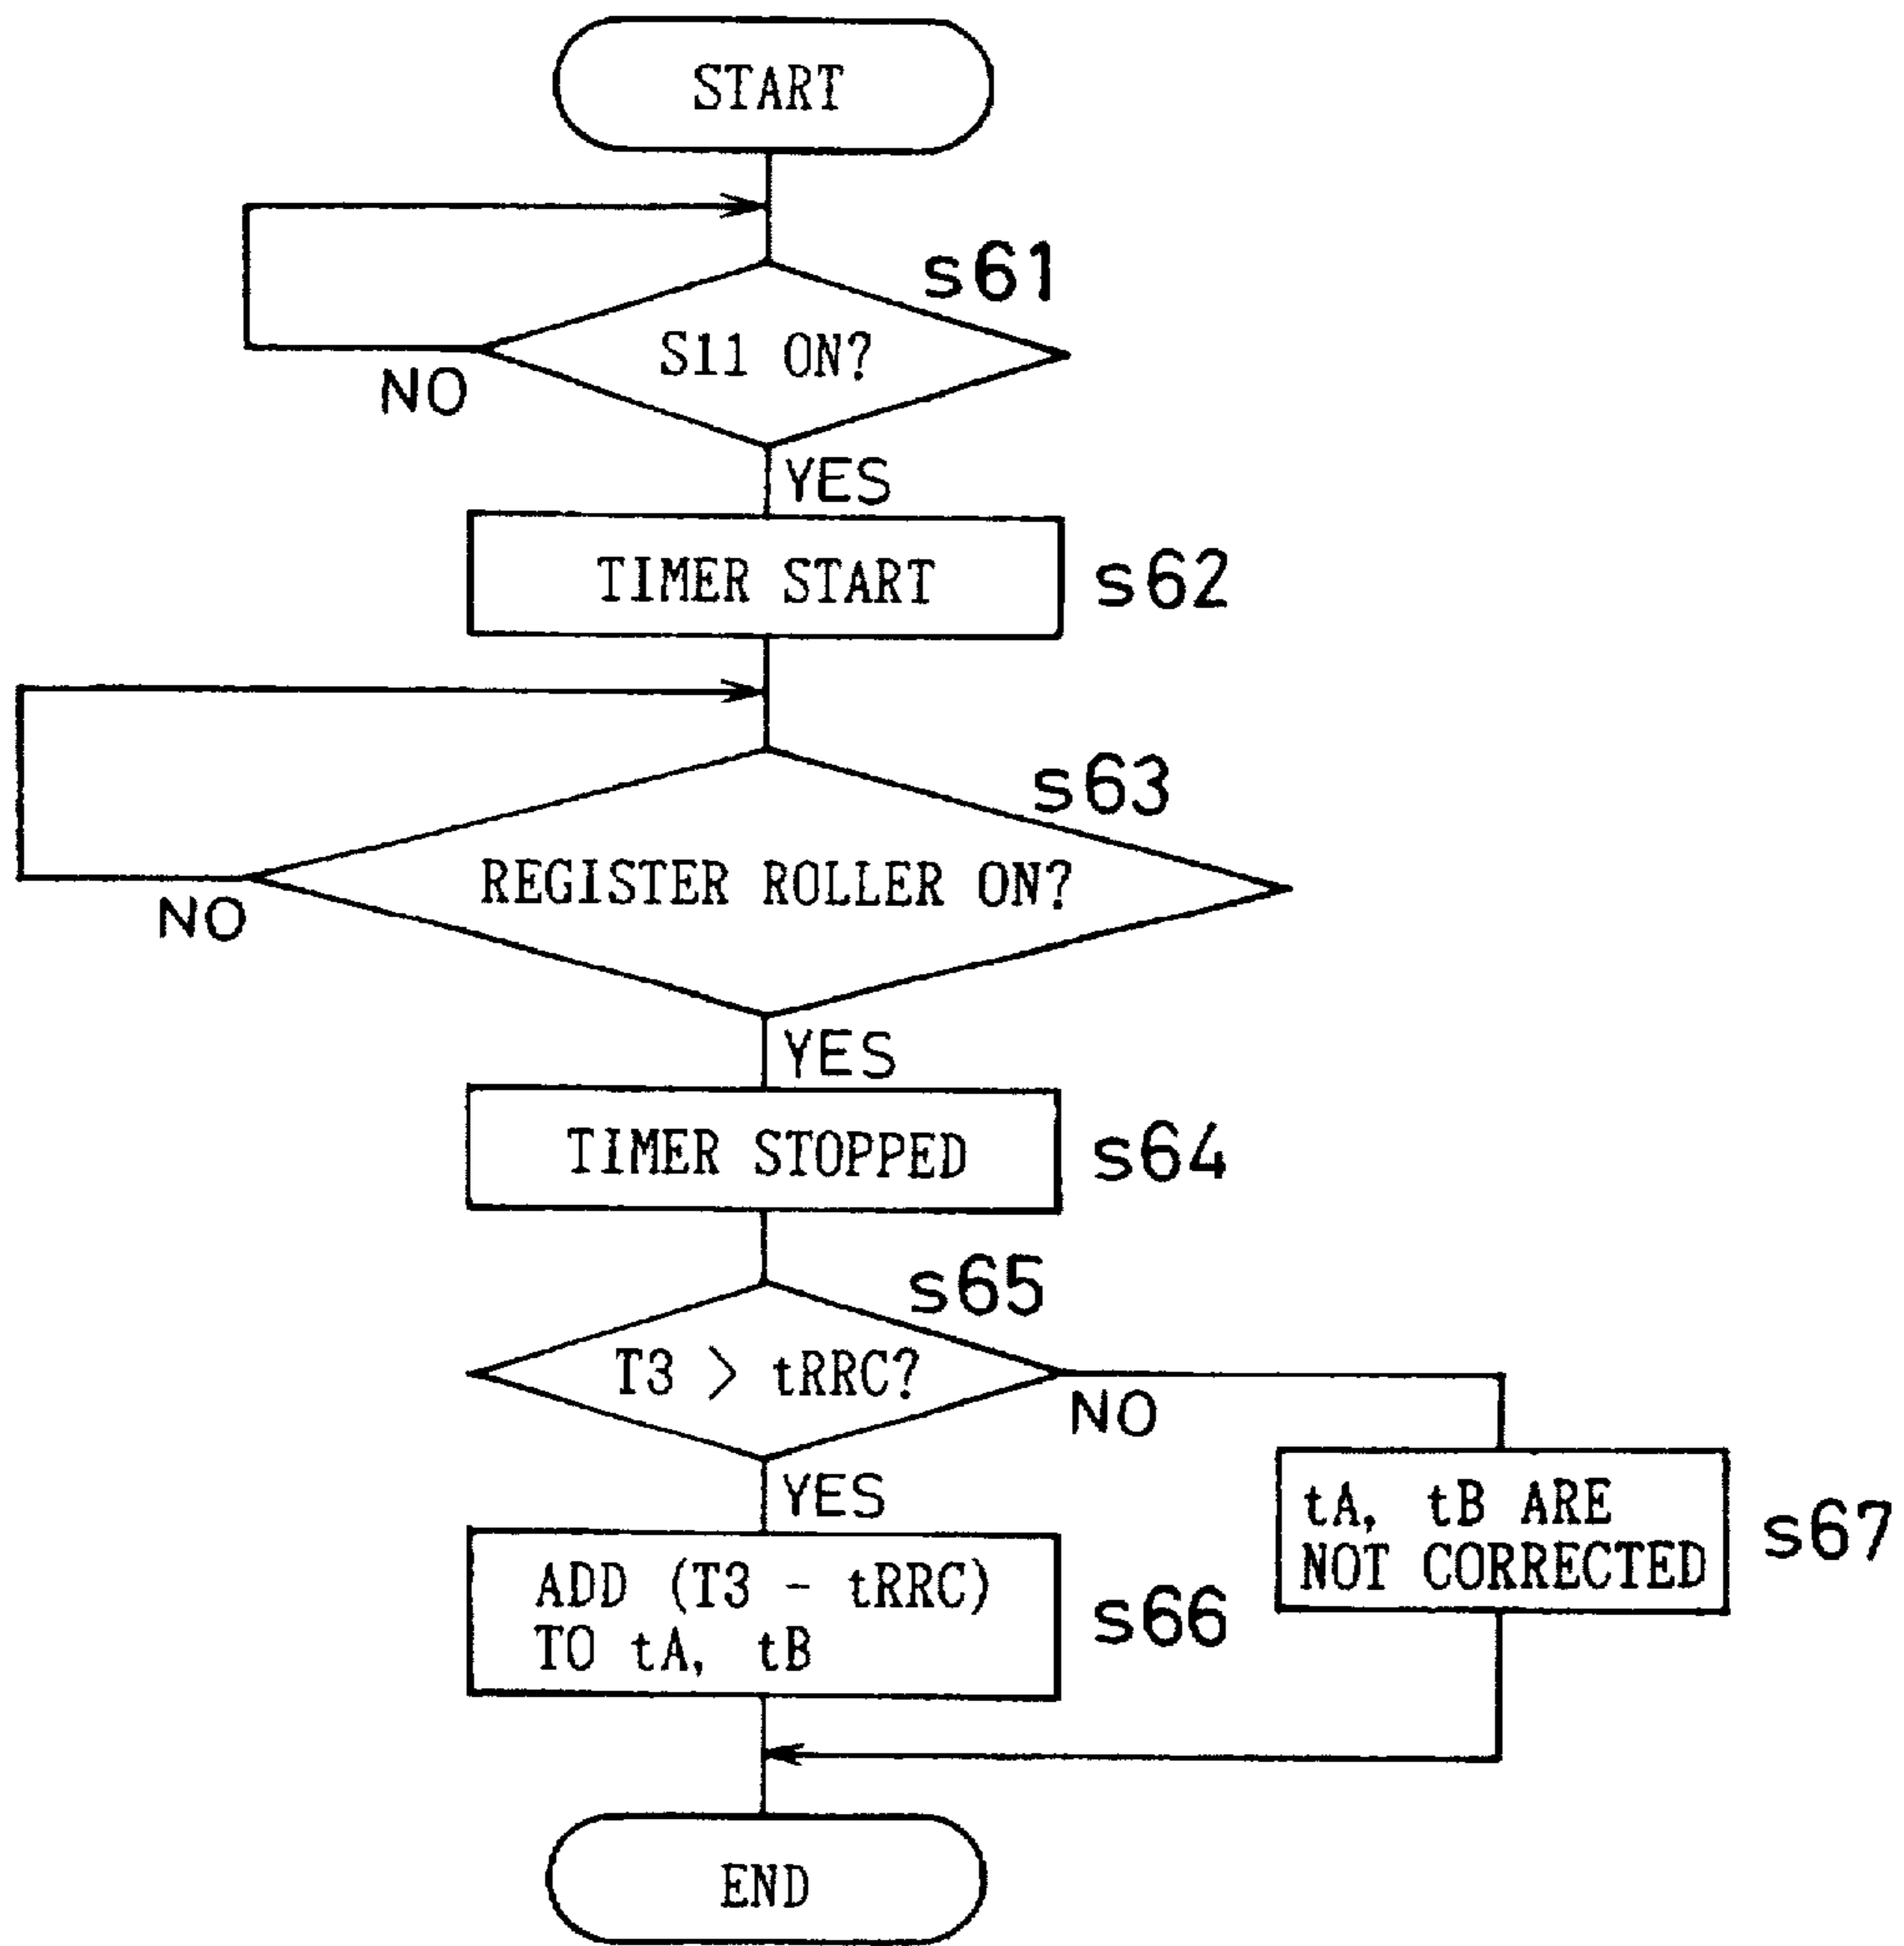 START
s61
S11 ON?
NO
YES
TIMER START
s62
s63
REGISTER ROLLER ON?
NO
YES
TIMER STOPPED
s64
s65
T3 > tRRC?
NO
YES
tA, tB ARE
NOT CORRECTED
s67
ADD (T3 - tRRC)
TO tA, tB
s66
END